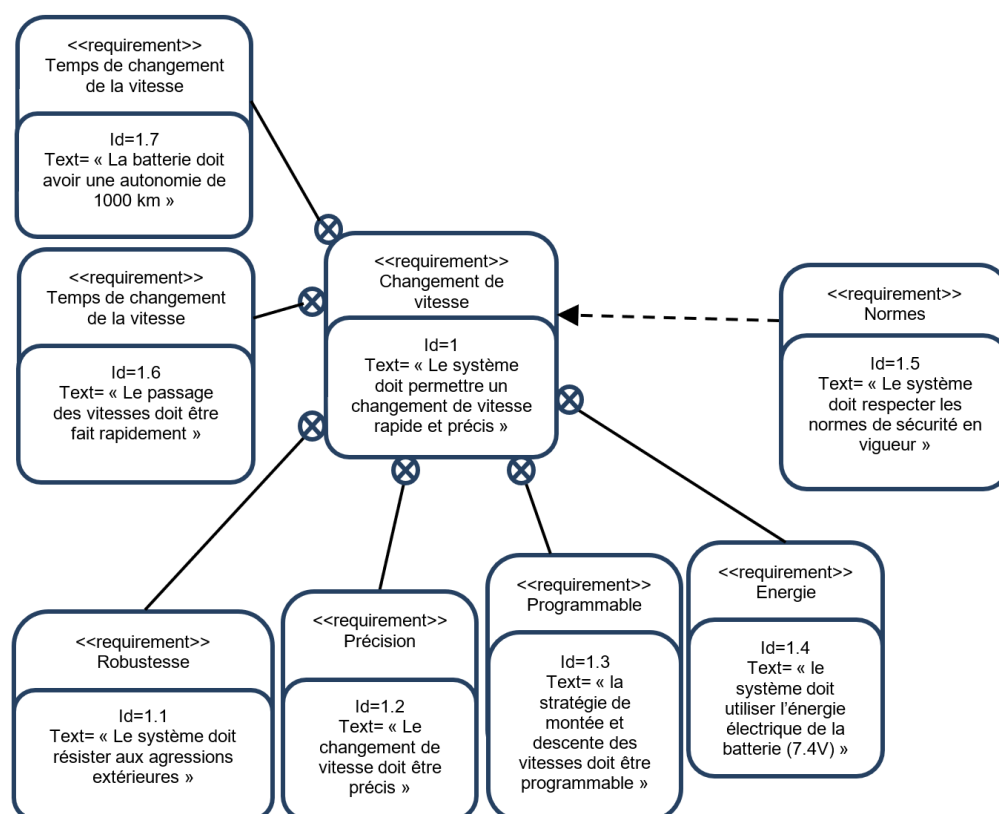 <<requirement>>
Temps de changement
de la vitesse
Id=1.7
Text= « La batterie doit
avoir une autonomie de
1000 km »
<<requirement>>
Temps de changement
de la vitesse
Id=1.6
Text= « Le passage
des vitesses doit être
fait rapidement »
<<requirement>>
Changement de
vitesse
Id=1
Text= « Le système
doit permettre un
changement de vitesse
rapide et précis »
<<requirement>>
Normes
Id=1.5
Text= « Le système
doit respecter les
normes de sécurité en
vigueur »
<<requirement>>
Robustesse
Id=1.1
Text= « Le système doit
résister aux agressions
extérieures »
<<requirement>>
Précision
Id=1.2
Text= « Le
changement de
vitesse doit être
précis »
<<requirement>>
Programmable
Id=1.3
Text= « la
stratégie de
montée et
descente des
vitesses doit être
programmable »
<<requirement>>
Energie
Id=1.4
Text= « le
système doit
utiliser l’énergie
électrique de la
batterie (7.4V) »